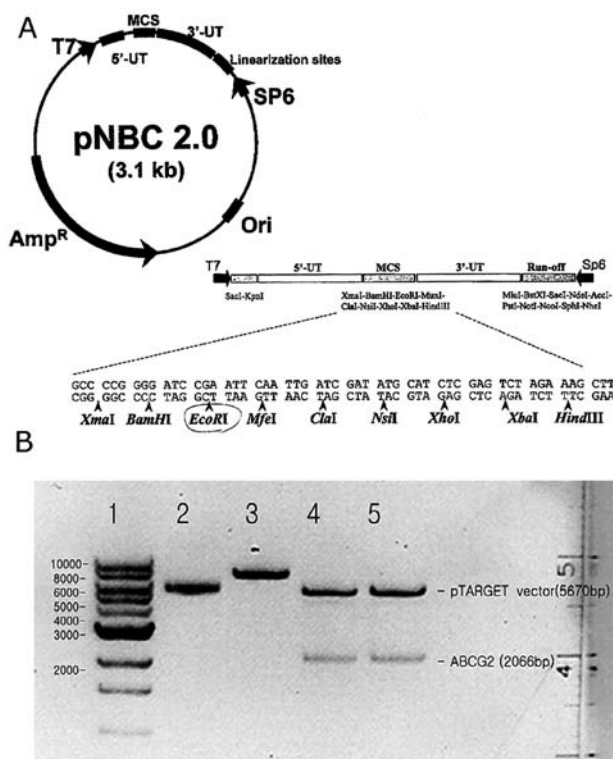 A
MCS
3'-UT
T7
5'-UT
Linearization sites
SP6
pNBC 2.0
(3.1 kb)
Ori
Amp^R
T7
5'-UT
MCS
3'-UT
Run-off
Sp6
SacI-KpnI
XmaI-BamHI-EcoRI-MunI-
ClaI-NsiI-XhoI-XbaI-HindIII
MluI-BstXI-SacI-NdeI-AccI-
PstI-NotI-NcoI-SphI-NheI
GCC CCG GGG ATC CGA ATT CAA TTG ATC GAT ATG CAT CTC GAG TCT AGA AAG CTT
CGG GGC CCC TAG GCT TAA GTT AAC TAG CTA TAC GTA GAG CTC AGA TCT TTC GAA
XmaI BamHI EcoRI MfeI ClaI NsiI XhoI XbaI HindIII
B
1 2 3 4 5
10000
8000
6000
5000
4000
3000
2000
pTARGET vector(5670bp)
ABCG2 (2066bp)
5
4